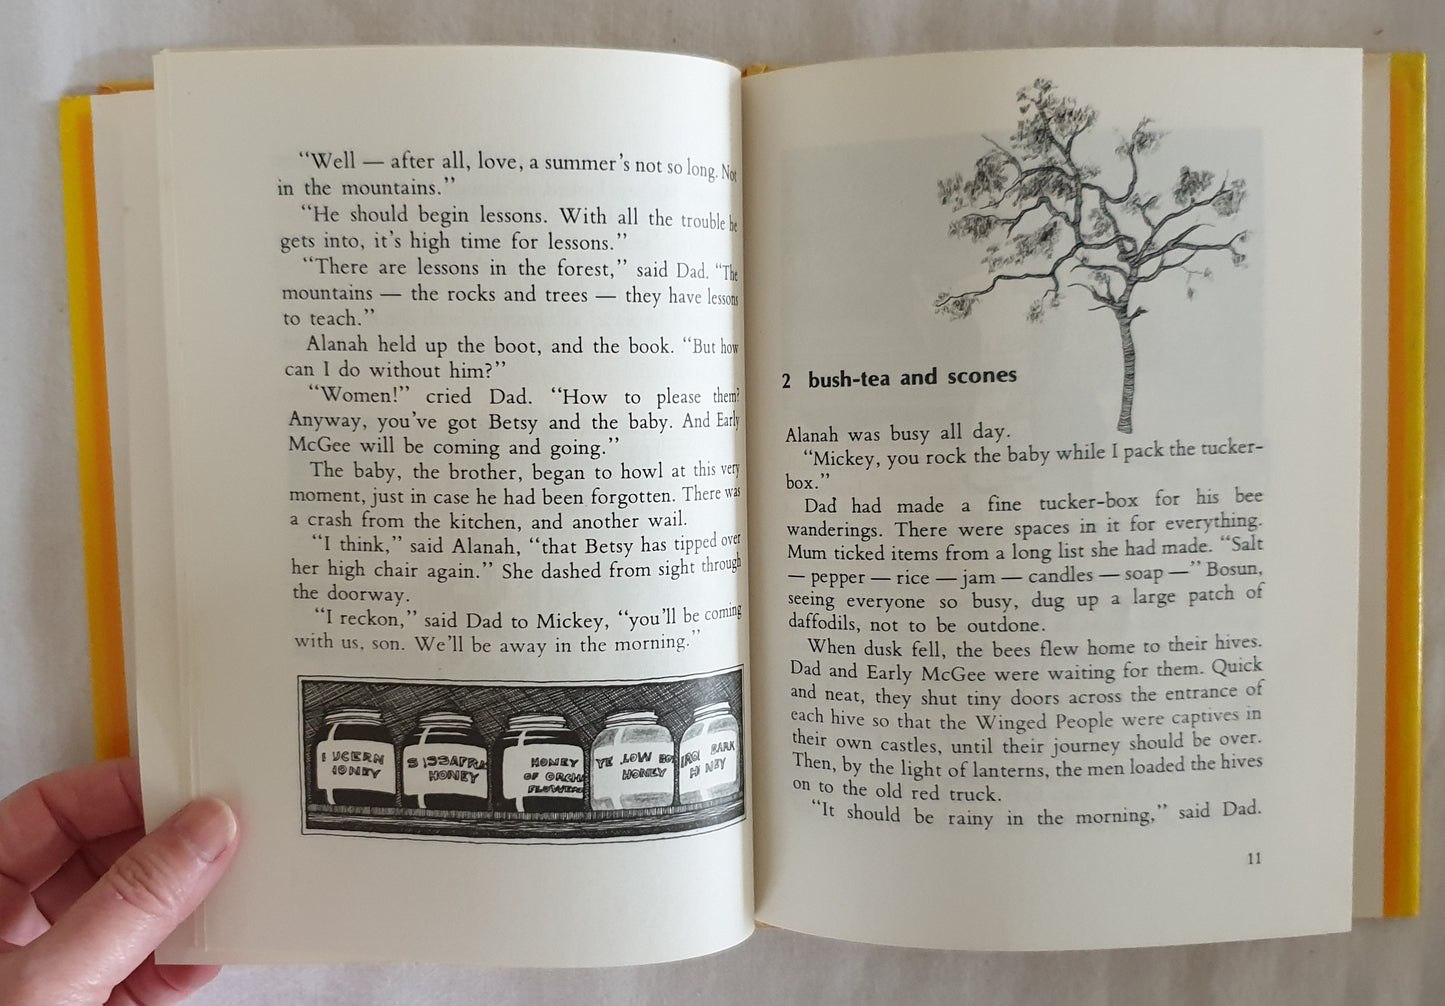 “Well — after all, love, a summer’s not so long. Not
in the mountains.”
“He should begin lessons. With all the trouble he
gets into, it’s high time for lessons.”
“There are lessons in the forest,” said Dad. “The
mountains — the rocks and trees — they have lessons
to teach.”
Alanah held up the boot, and the book. “But how
can I do without him?”
“Women!” cried Dad. “How to please them?
Anyway, you’ve got Betsy and the baby. And Early
McGee will be coming and going.”
The baby, the brother, began to howl at this very
moment, just in case he had been forgotten. There was
a crash from the kitchen, and another wail.
“I think,” said Alanah, “that Betsy has tipped over
her high chair again.” She dashed from sight through
the doorway.
“I reckon,” said Dad to Mickey, “you’ll be coming
with us, son. We’ll be away in the morning.”
LUCERN
HONEY
SASSAFRAS
HONEY
HONEY
OF ORCHA
FLOWERS
YELLOW BOX
HONEY
IRON BARK
HONEY
2 bush-tea and scones
Alanah was busy all day.
“Mickey, you rock the baby while I pack the tucker-
box.”
Dad had made a fine tucker-box for his bee
wanderings. There were spaces in it for everything.
Mum ticked items from a long list she had made. “Salt
— pepper — rice — jam — candles — soap —” Bosun,
seeing everyone so busy, dug up a large patch of
daffodils, not to be outdone.
When dusk fell, the bees flew home to their hives.
Dad and Early McGee were waiting for them. Quick
and neat, they shut tiny doors across the entrance of
each hive so that the Winged People were captives in
their own castles, until their journey should be over.
Then, by the light of lanterns, the men loaded the hives
on to the old red truck.
“It should be rainy in the morning,” said Dad.
11